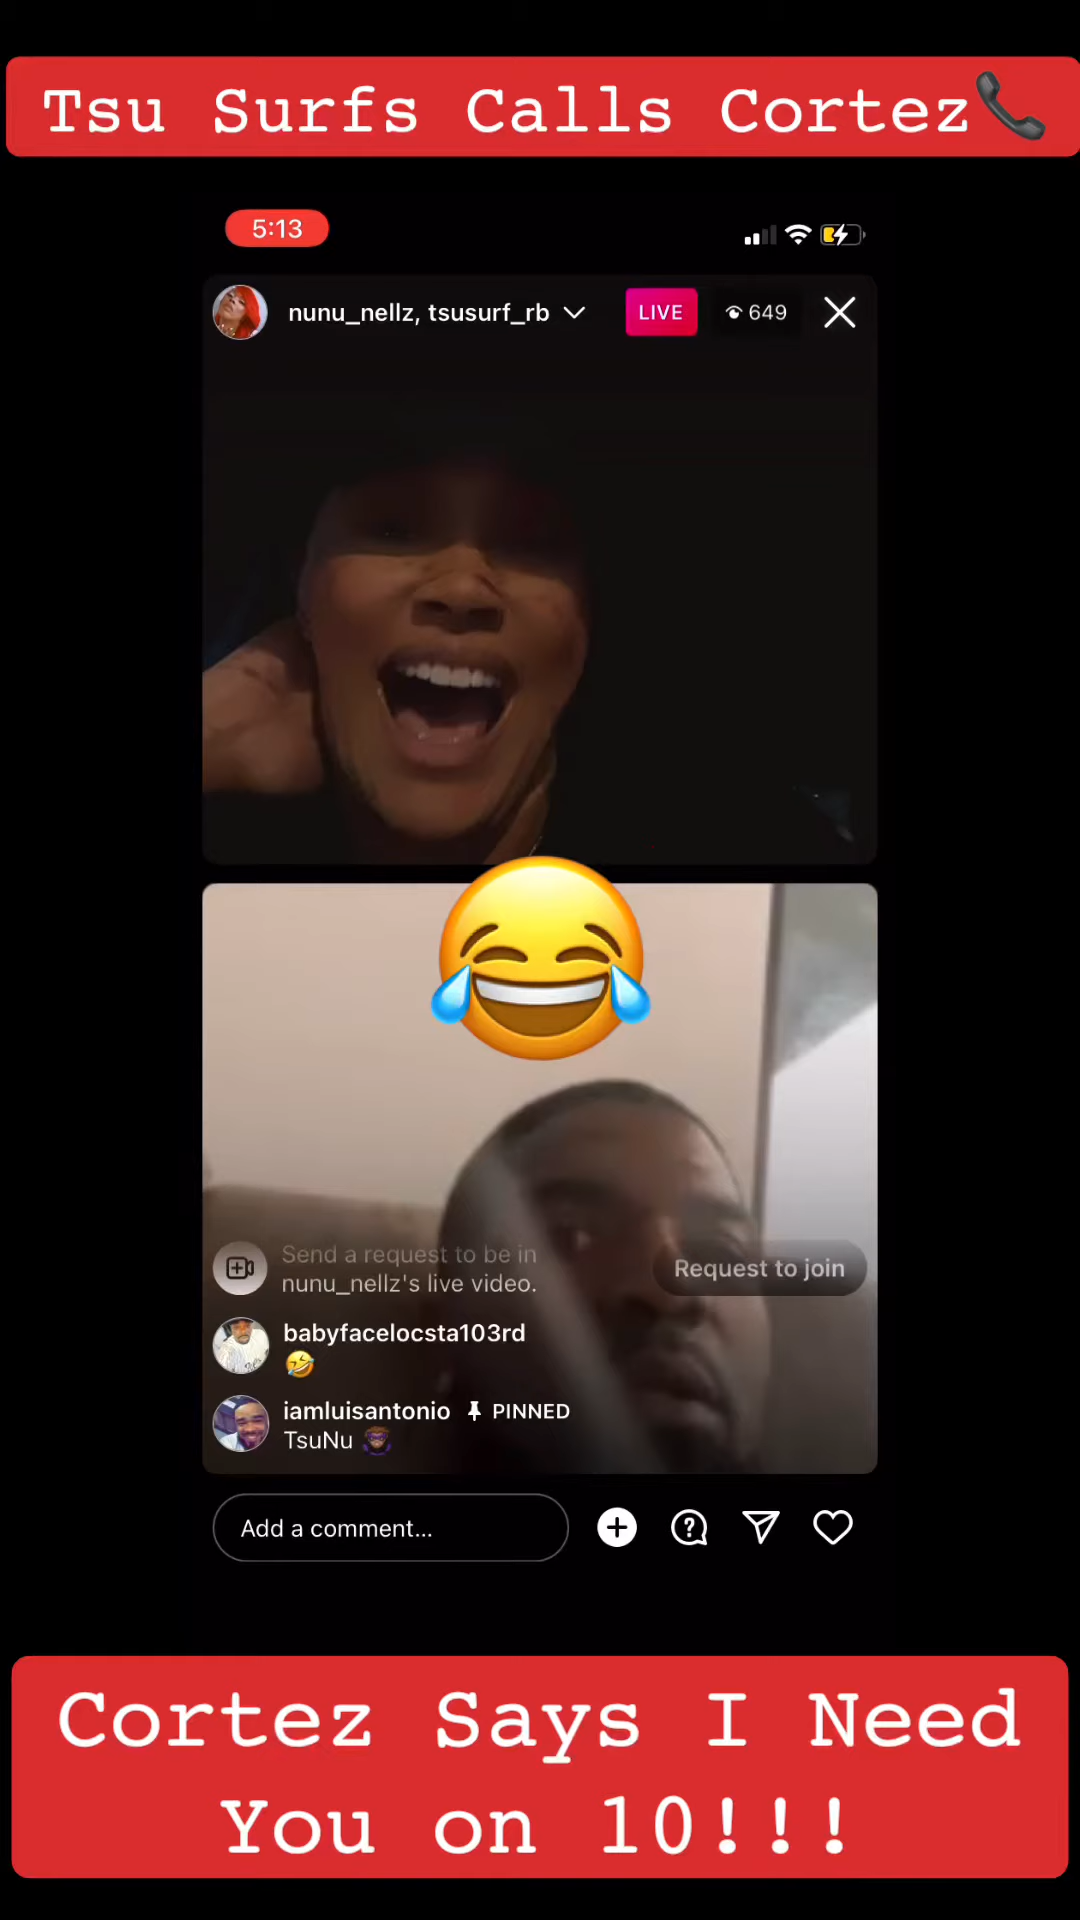 Tsu Surfs Calls Cortez📞
5:13
nunu_nellz, tsusurf_rb
LIVE
649
Send a request to be in
nunu_nellz's live video.
Request to join
babyfacelocsta103rd
🤣
iamluisantonio PINNED
TsuNu
Add a comment...
Cortez Says I Need
You on 10!!!